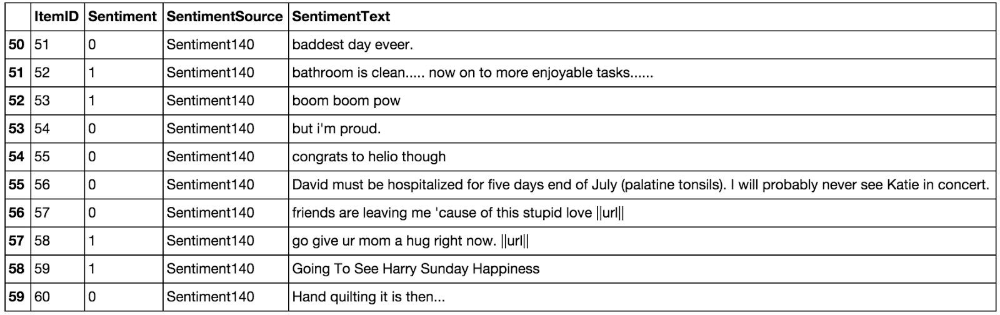 ItemID Sentiment SentimentSource SentimentText
50 51 0 Sentiment140 baddest day eveer.
51 52 1 Sentiment140 bathroom is clean..... now on to more enjoyable tasks......
52 53 1 Sentiment140 boom boom pow
53 54 0 Sentiment140 but i'm proud.
54 55 0 Sentiment140 congrats to helio though
55 56 0 Sentiment140 David must be hospitalized for five days end of July (palatine tonsils). I will probably never see Katie in concert.
56 57 0 Sentiment140 friends are leaving me 'cause of this stupid love ||url||
57 58 1 Sentiment140 go give ur mom a hug right now. ||url||
58 59 1 Sentiment140 Going To See Harry Sunday Happiness
59 60 0 Sentiment140 Hand quilting it is then...